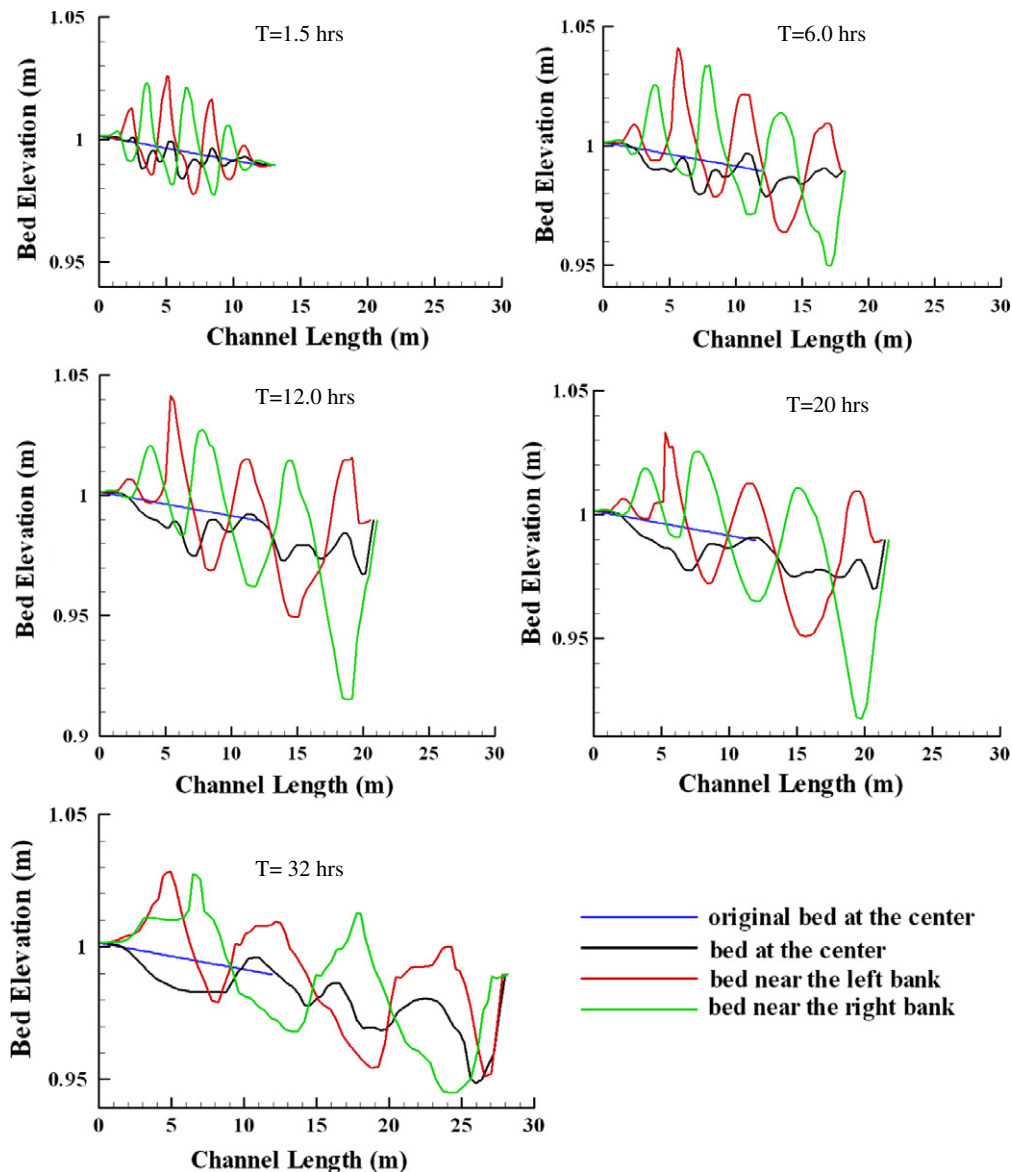 1.05
T=1.5 hrs
Bed Elevation (m)
1
0.95
0 5 10 15 20 25 30
Channel Length (m)
1.05
T=6.0 hrs
Bed Elevation (m)
1
0.95
0 5 10 15 20 25 30
Channel Length (m)
1.05
T=12.0 hrs
Bed Elevation (m)
1
0.95
0.9
0 5 10 15 20 25 30
Channel Length (m)
1.05
T=20 hrs
Bed Elevation (m)
1
0.95
0 5 10 15 20 25 30
Channel Length (m)
1.05
T= 32 hrs
Bed Elevation (m)
1
0.95
0 5 10 15 20 25 30
Channel Length (m)
original bed at the center
bed at the center
bed near the left bank
bed near the right bank